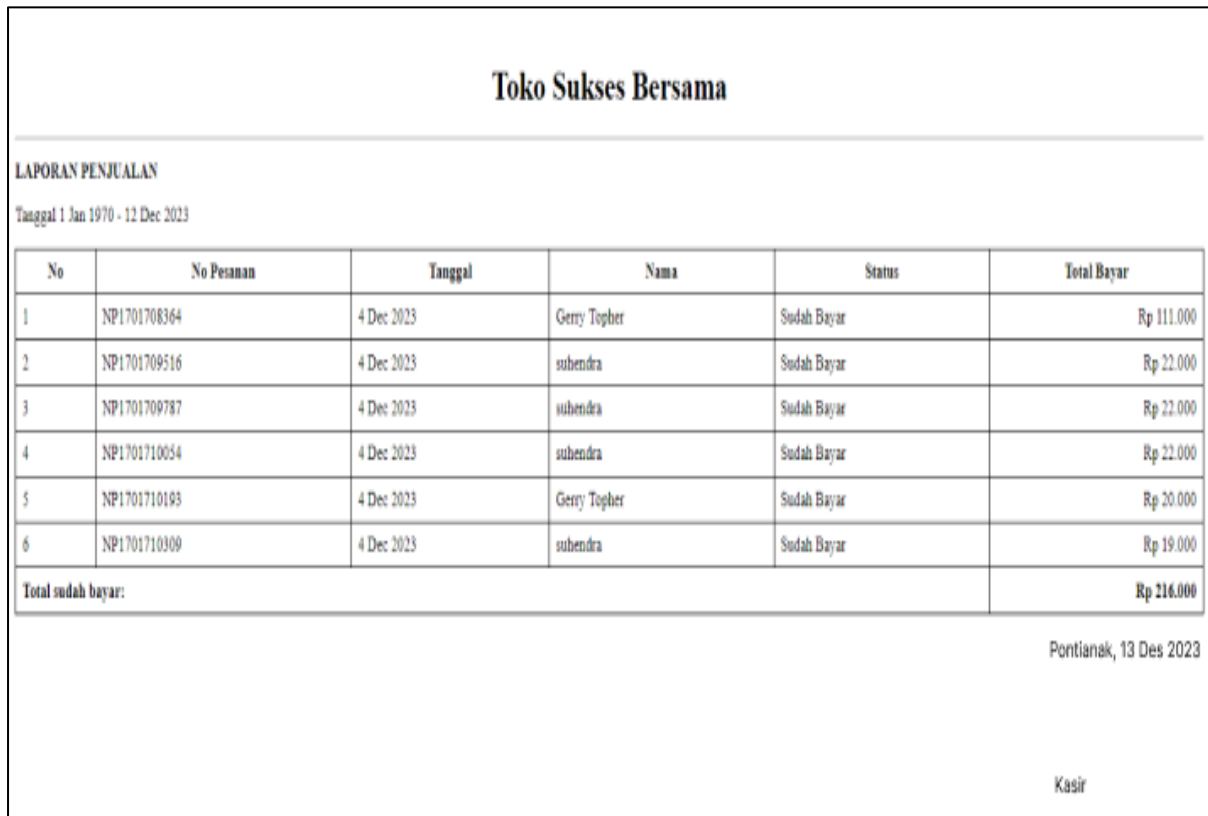 Toko Sukses Bersama
LAPORAN PENJUALAN
Tanggal 1 Jan 1970 - 12 Dec 2023
No No Pesanan Tanggal Nama Status Total Bayar
1 NP1701708364 4 Dec 2023 Gerry Topher Sudah Bayar Rp 111.000
2 NP1701709516 4 Dec 2023 suhendra Sudah Bayar Rp 22.000
3 NP1701709787 4 Dec 2023 suhendra Sudah Bayar Rp 22.000
4 NP1701710054 4 Dec 2023 suhendra Sudah Bayar Rp 22.000
5 NP1701710193 4 Dec 2023 Gerry Topher Sudah Bayar Rp 20.000
6 NP1701710309 4 Dec 2023 suhendra Sudah Bayar Rp 19.000
Total sudah bayar: Rp 216.000
Pontianak, 13 Des 2023
Kasir